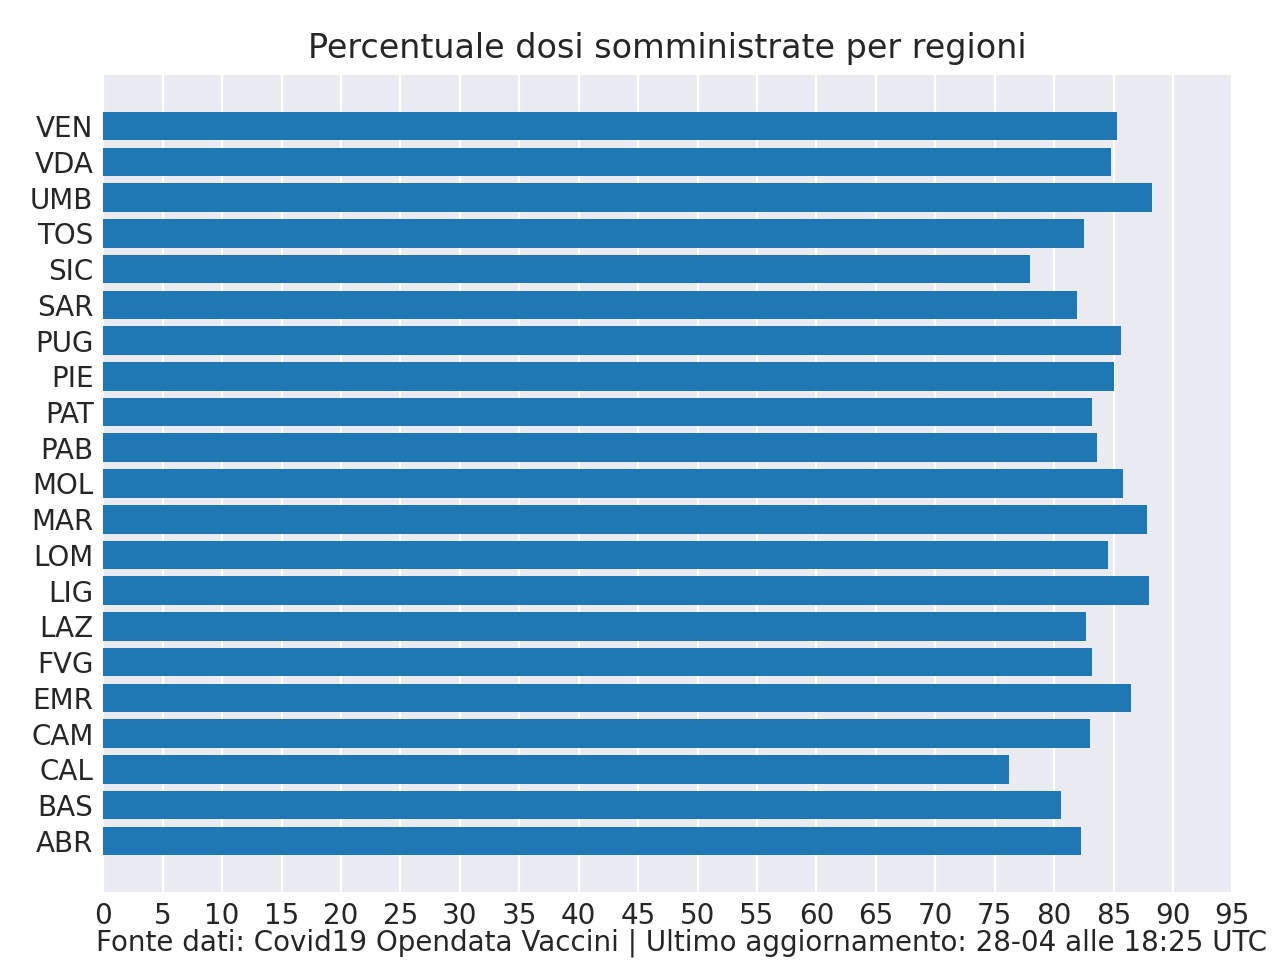 Percentuale dosi somministrate per regioni
VEN
VDA
UMB
TOS
SIC
SAR
PUG
PIE
PAT
PAB
MOL
MAR
LOM
LIG
LAZ
FVG
EMR
CAM
CAL
BAS
ABR
0 5 10 15 20 25 30 35 40 45 50 55 60 65 70 75 80 85 90 95
Fonte dati: Covid19 Opendata Vaccini | Ultimo aggiornamento: 28-04 alle 18:25 UTC